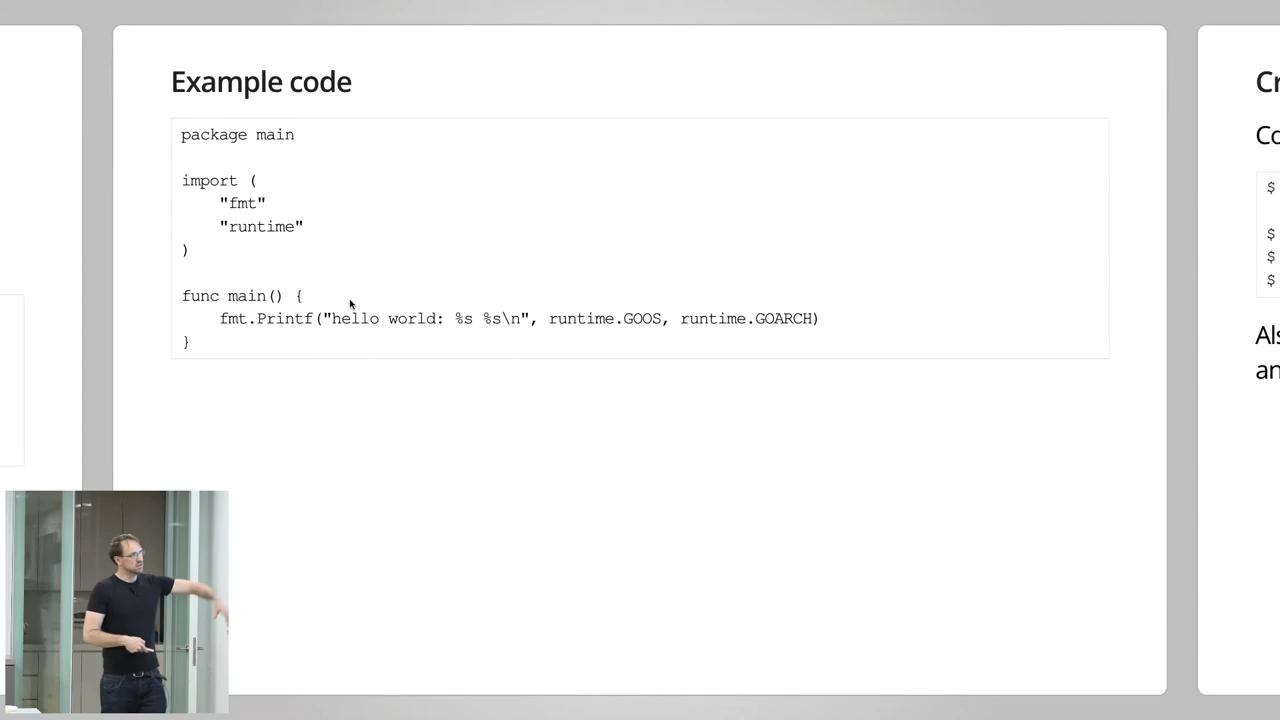 Example code
package main
import (
"fmt"
"runtime"
)
func main() {
fmt.Printf("hello world: %s %s\n", runtime.GOOS, runtime.GOARCH)
}
$
$
$
$